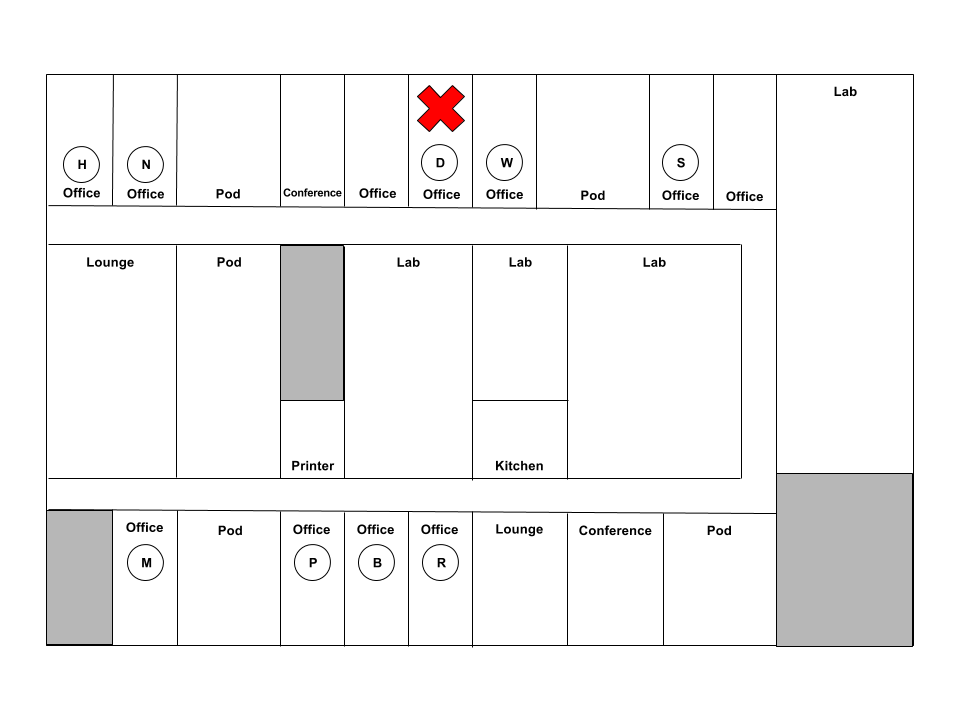 Lab
H
N
D
W
S
Office
Office
Pod
Conference
Office
Office
Office
Pod
Office
Office
Lounge
Pod
Lab
Lab
Lab
Printer
Kitchen
Office
Pod
Office
Office
Office
Lounge
Conference
Pod
M
P
B
R